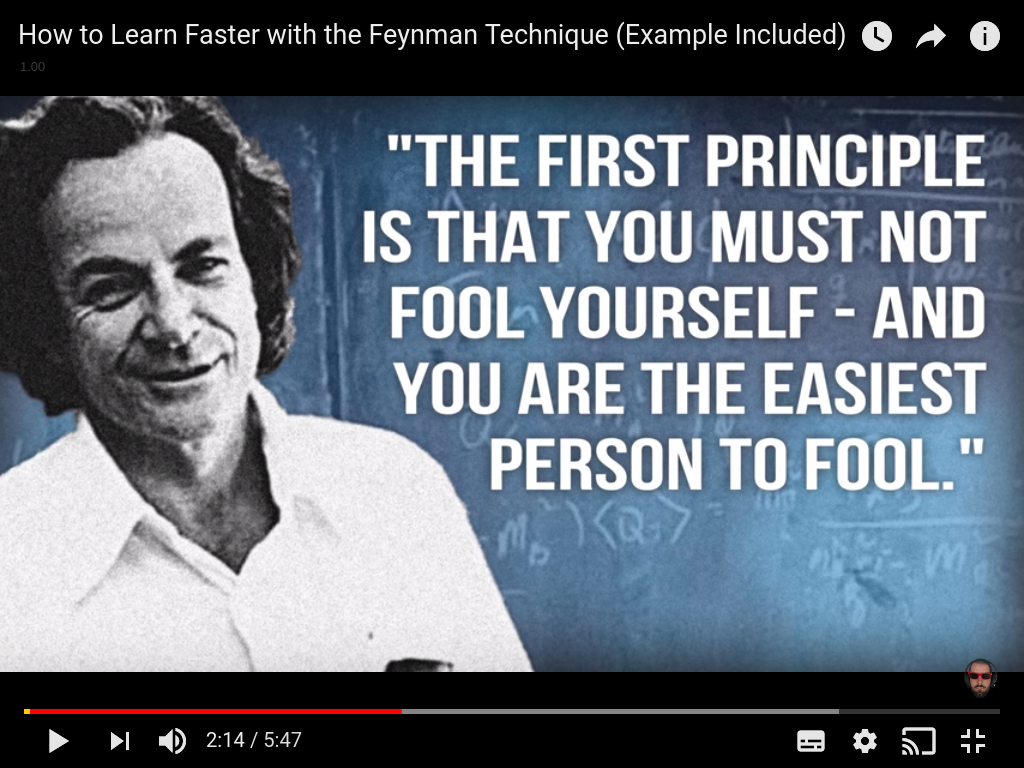 How to Learn Faster with the Feynman Technique (Example Included)
1.00
"THE FIRST PRINCIPLE
IS THAT YOU MUST NOT
FOOL YOURSELF - AND
YOU ARE THE EASIEST
PERSON TO FOOL."
2:14 / 5:47